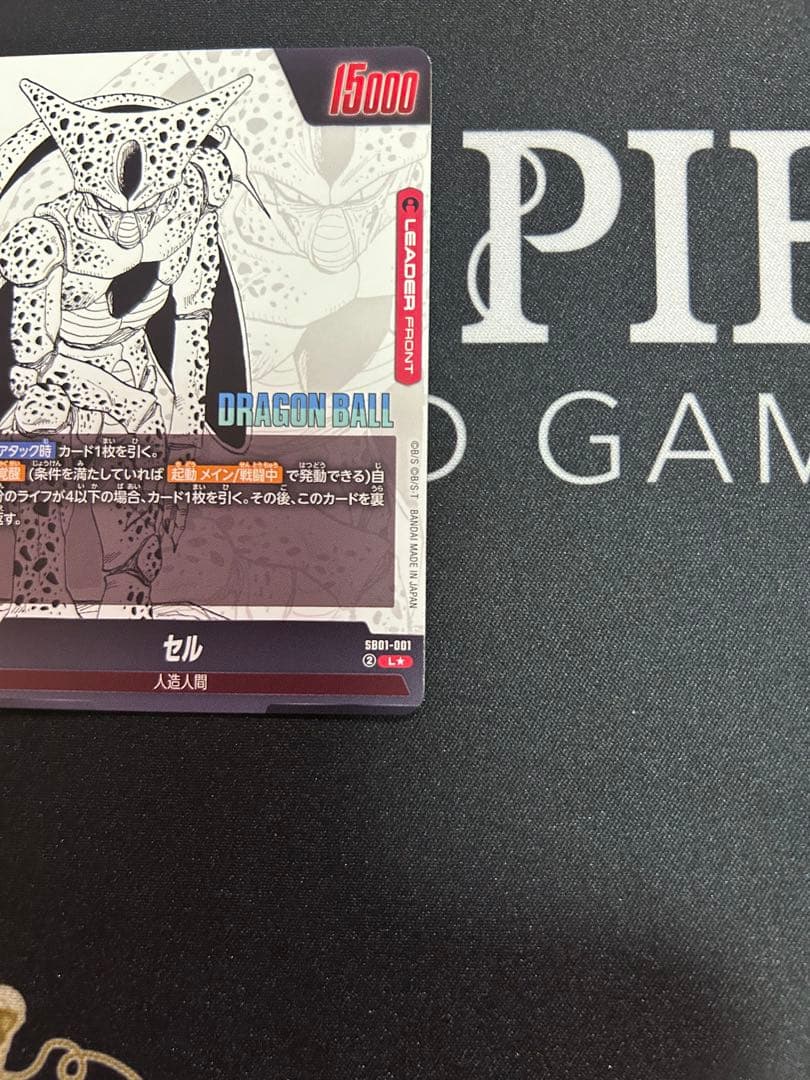 15000
LEADER FRONT
DRAGON BALL
アタック時 カード1枚を引く。
覚醒 (条件を満たしていれば 起動 メイン/戦闘中 で発動できる)自
分のライフが4以下の場合、カード1枚を引く。その後、このカードを裏
返す。
©B/S ©B/S·T BANDAI MADE IN JAPAN
セル
SB01-001
② L★
人造人間
PIE
D GAM